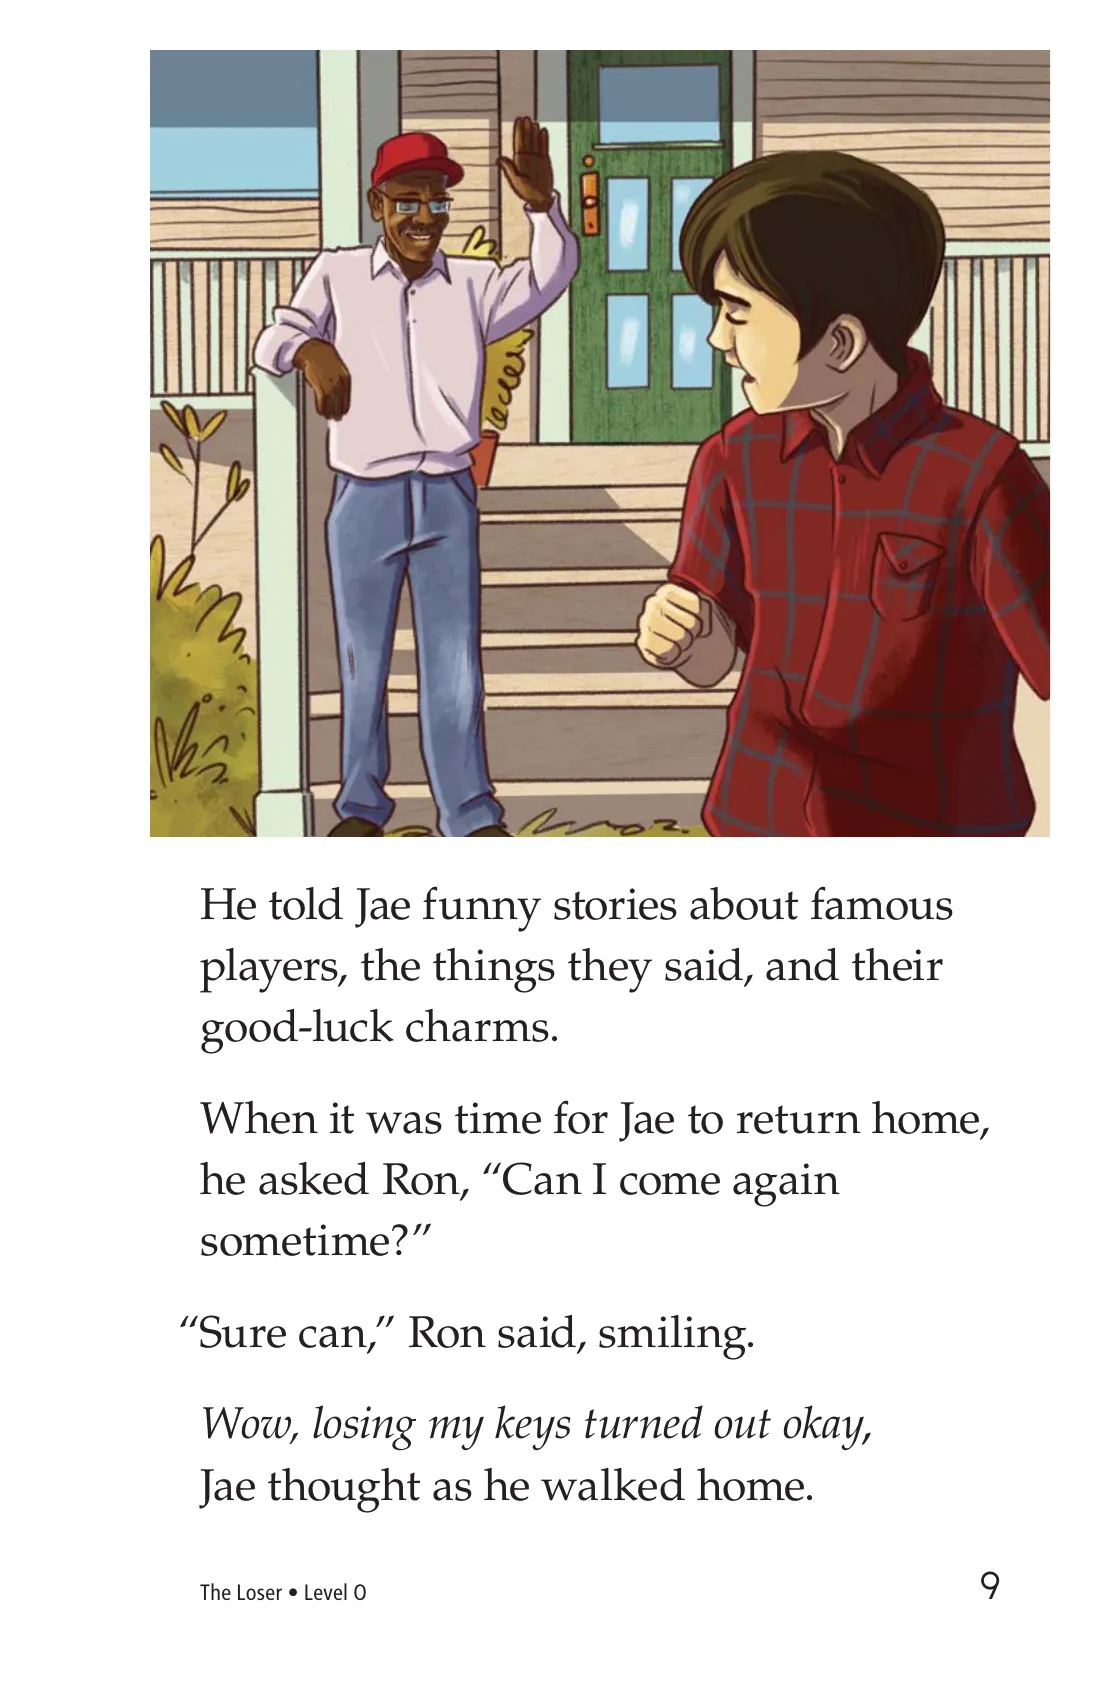 He told Jae funny stories about famous
players, the things they said, and their
good-luck charms.
When it was time for Jae to return home,
he asked Ron, “Can I come again
sometime?”
“Sure can,” Ron said, smiling.
Wow, losing my keys turned out okay,
Jae thought as he walked home.
The Loser • Level O
9